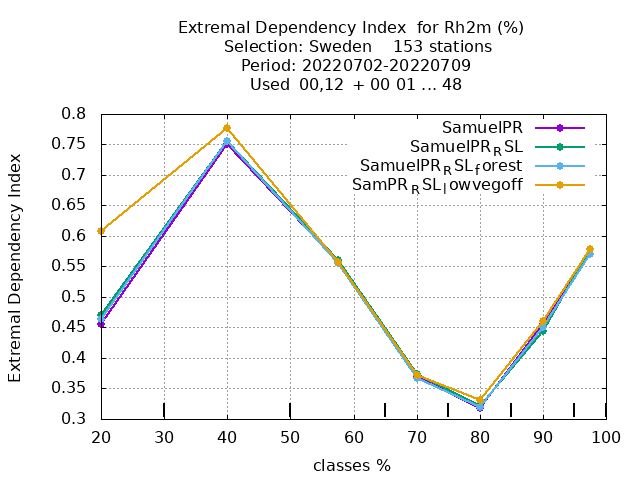 Extremal Dependency Index  for Rh2m (%)
Selection: Sweden    153 stations
Period: 20220702-20220709
Used  00,12  + 00 01 ... 48
SamuelPR
SamuelPR_RSL
SamuelPR_RSL_forest
SamPR_RSL_lowvegoff
0.8
0.75
0.7
0.65
0.6
0.55
0.5
0.45
0.4
0.35
0.3
Extremal Dependency Index
20 30 40 50 60 70 80 90 100
classes %